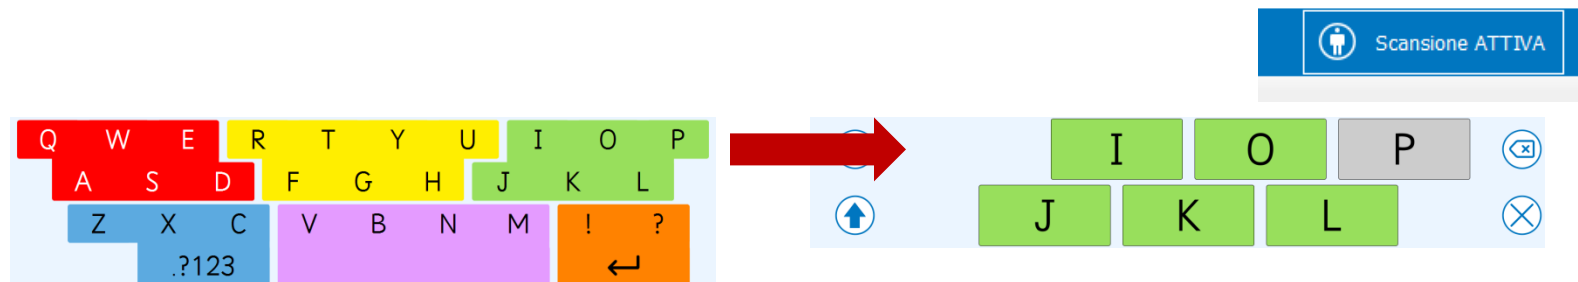 Scansione ATTIVA
Q W E R T Y U I O P
A S D F G H J K L
Z X C V B N M ! ?
.?123
I O P
J K L